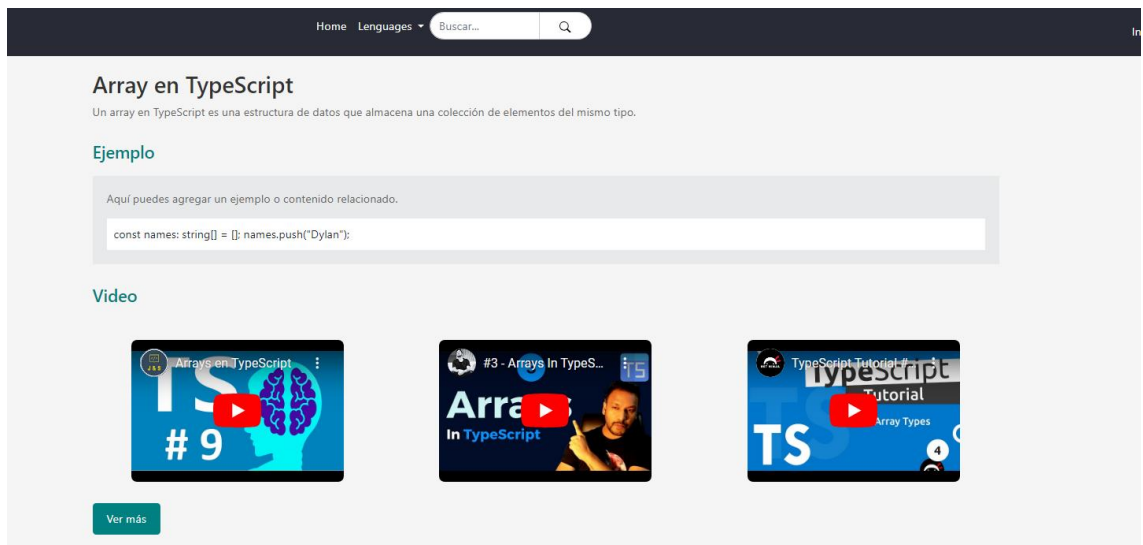 Home Lenguages Buscar... In
Array en TypeScript
Un array en TypeScript es una estructura de datos que almacena una colección de elementos del mismo tipo.
Ejemplo
Aquí puedes agregar un ejemplo o contenido relacionado.
const names: string[] = []; names.push("Dylan");
Video
Arrays en TypeScript
TS
# 9
#3 - Arrays In TypeS...
TS
Arrays
In TypeScript
TypeScript Tutorial #
TypeScript
Tutorial
Array Types
TS
4
Ver más